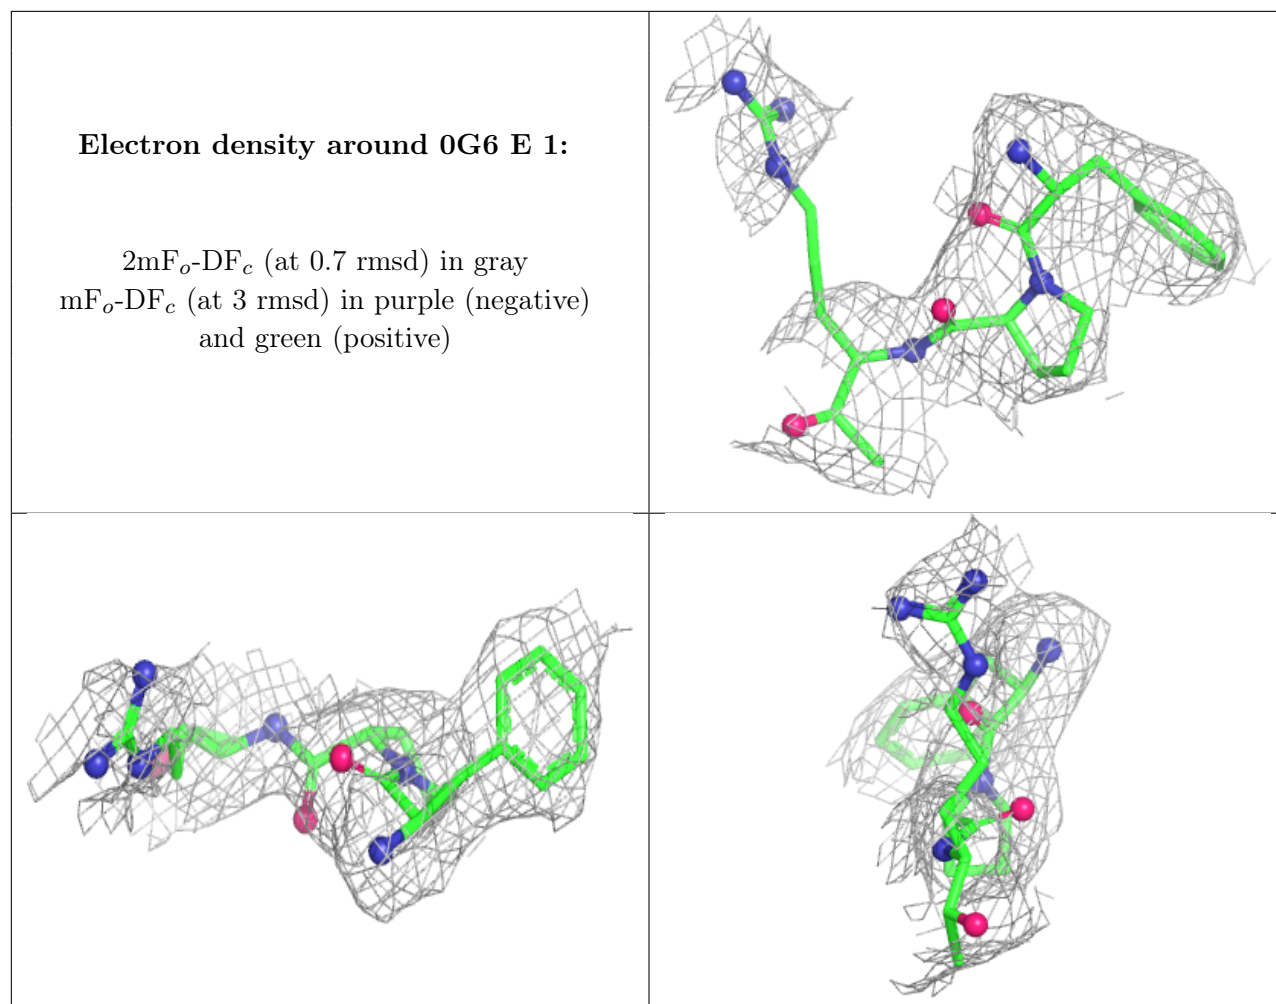 Electron density around 0G6 E 1:
2mFₒ-DF𝒸 (at 0.7 rmsd) in gray
mFₒ-DF𝒸 (at 3 rmsd) in purple (negative)
and green (positive)